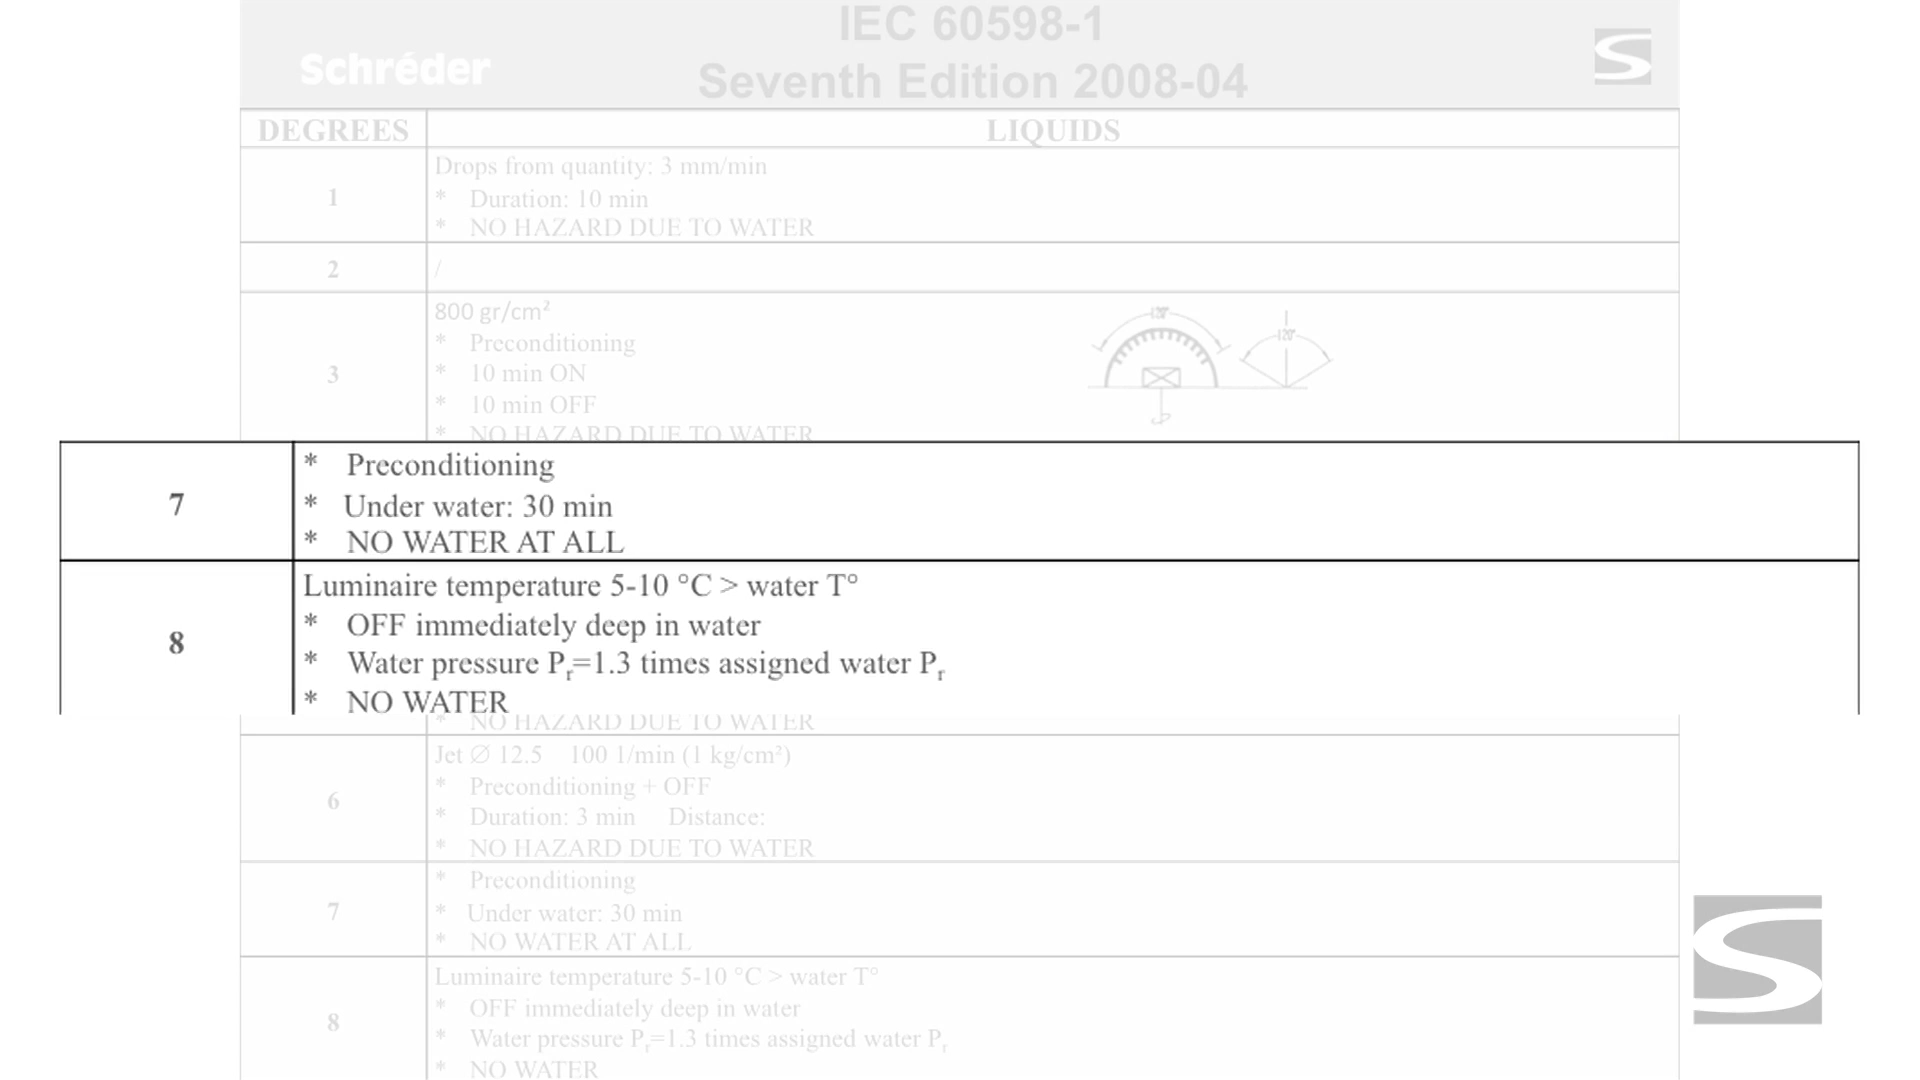 IEC 60598-1
Schréder
Seventh Edition 2008-04
DEGREES LIQUIDS
1
Drops from quantity: 3 mm/min
* Duration: 10 min
* NO HAZARD DUE TO WATER
2 /
3
800 gr/cm²
* Preconditioning
* 10 min ON
* 10 min OFF
* NO HAZARD DUE TO WATER
120°
120°
7
* Preconditioning
* Under water: 30 min
* NO WATER AT ALL
8
Luminaire temperature 5-10 °C > water T°
* OFF immediately deep in water
* Water pressure Pr=1.3 times assigned water Pr
* NO WATER
* NO HAZARD DUE TO WATER
6
Jet ∅ 12.5 100 l/min (1 kg/cm²)
* Preconditioning + OFF
* Duration: 3 min Distance:
* NO HAZARD DUE TO WATER
7
* Preconditioning
* Under water: 30 min
* NO WATER AT ALL
8
Luminaire temperature 5-10 °C > water T°
* OFF immediately deep in water
* Water pressure Pr=1.3 times assigned water Pr
* NO WATER